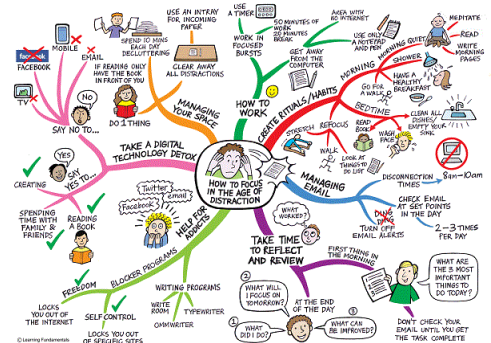 HOW TO FOCUS
IN THE AGE OF
DISTRACTION
HOW TO
WORK
USE A
TIMER
50 MINUTES OF
WORK
20 MINUTES
BREAK
WORK IN
FOCUSED
BURSTS
AREA WITH
NO INTERNET
USE ONLY A
NOTEPAD AND
PEN
GET AWAY
FROM THE
COMPUTER
CREATE RITUALS/HABITS
MORNING
MORNING QUIET
MEDITATE
READ
WRITE
MORNING
PAGES
SHOWER
HAVE A
HEALTHY
BREAKFAST
GO FOR A
WALK
BEDTIME
CLEAN ALL
DISHES/
EMPTY YOUR
SINK
WASH
FACE
READ
BOOK
REFOCUS
STRETCH
WALK
LOOK AT
THINGS TO
DO LIST
MANAGING
EMAIL
DISCONNECTION
TIMES
8am-10am
CHECK EMAIL
AT SET POINTS
IN THE DAY
2-3 TIMES
PER DAY
DING
TURN OFF
EMAIL ALERTS
TAKE TIME
TO REFLECT
AND REVIEW
WHAT
WORKED?
FIRST THING IN
THE MORNING
WHAT ARE
THE 3 MOST
IMPORTANT
THINGS TO
DO TODAY?
DON'T CHECK
YOUR EMAIL
UNTIL YOU GET
THE TASK COMPLETE
AT THE END
OF THE DAY
1
WHAT
DID I DO?
2
WHAT WILL
I FOCUS ON
TOMORROW?
3
WHAT CAN
BE IMPROVED?
HELP FOR
ADDICTS
Twitter
email
Facebook
WRITING PROGRAMS
WRITE
ROOM
TYPEWRITER
OMMWRITER
BLOCKER PROGRAMS
FREEDOM
LOCKS YOU OUT
OF THE INTERNET
SELF CONTROL
LOCKS YOU OUT
OF SPECIFIC SITES
TAKE A DIGITAL
TECHNOLOGY DETOX
SAY
YES TO...
YES
CREATING
SPENDING
TIME WITH
FAMILY &
FRIENDS
READING
A BOOK
SAY NO TO...
NO
TV
facebook
FACEBOOK
MOBILE
EMAIL
MANAGING
YOUR SPACE
DO 1 THING
IF READING ONLY
HAVE THE BOOK
IN FRONT OF YOU
SPEND 10 MINS
EACH DAY
DECLUTTERING
USE AN INTRAY
FOR INCOMING
PAPER
CLEAR AWAY
ALL DISTRACTIONS
© Learning Fundamentals